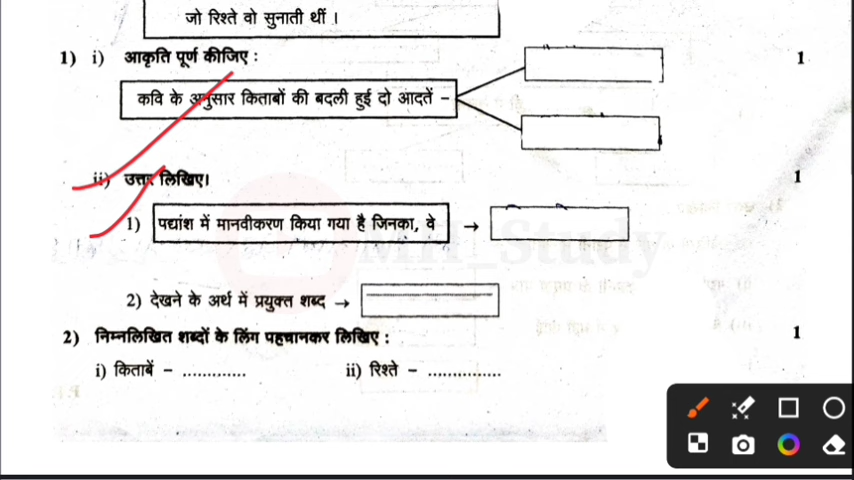 जो रिश्ते वो सुनाती थीं ।
1) i) आकृति पूर्ण कीजिए : 1
कवि के अनुसार किताबों की बदली हुई दो आदतें -
ii) उत्तर लिखिए। 1
1) पद्यांश में मानवीकरण किया गया है जिनका, वे →
Study
2) देखने के अर्थ में प्रयुक्त शब्द →
2) निम्नलिखित शब्दों के लिंग पहचानकर लिखिए : 1
i) किताबें - ............. ii) रिश्ते - ...............